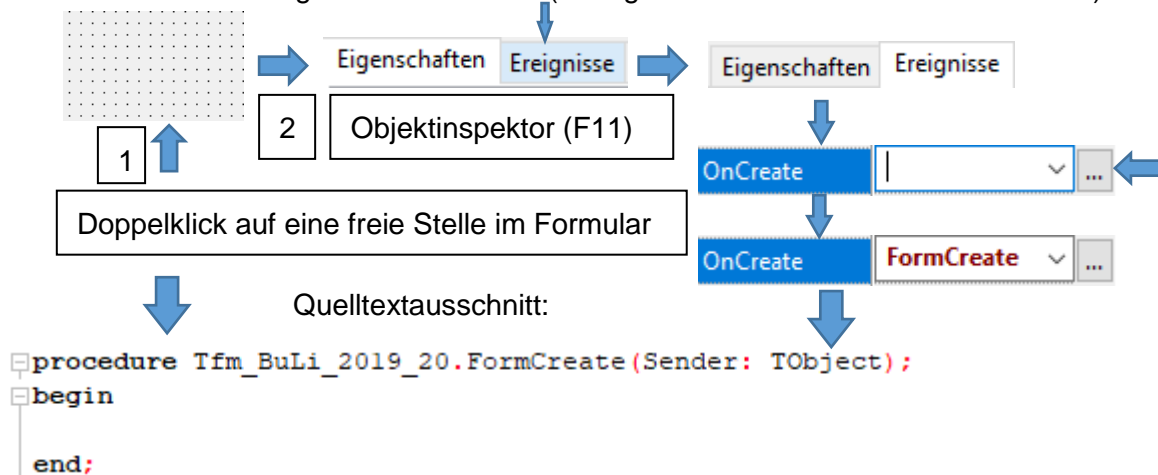 Eigenschaften Ereignisse
Eigenschaften Ereignisse
2
Objektinspektor (F11)
1
OnCreate ...
Doppelklick auf eine freie Stelle im Formular
OnCreate FormCreate ...
Quelltextausschnitt:
procedure Tfm_BuLi_2019_20.FormCreate(Sender: TObject);
begin
end;